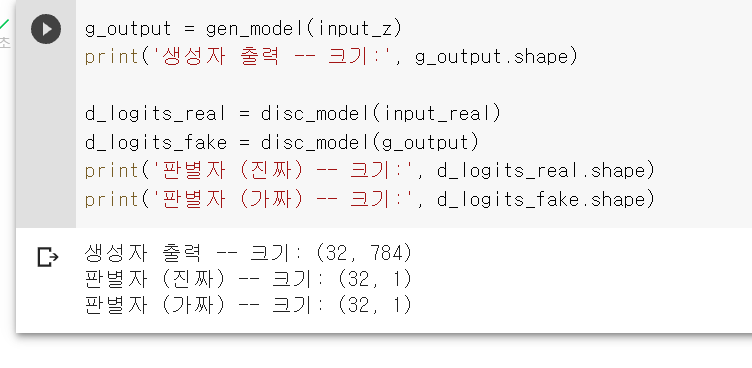 초
g_output = gen_model(input_z)
print('생성자 출력 -- 크기:', g_output.shape)
d_logits_real = disc_model(input_real)
d_logits_fake = disc_model(g_output)
print('판별자 (진짜) -- 크기:', d_logits_real.shape)
print('판별자 (가짜) -- 크기:', d_logits_fake.shape)
생성자 출력 -- 크기: (32, 784)
판별자 (진짜) -- 크기: (32, 1)
판별자 (가짜) -- 크기: (32, 1)